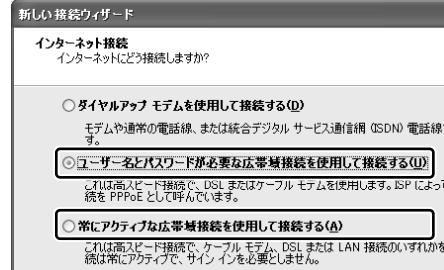 新しい接続ウィザード
インターネット接続
インターネットにどう接続しますか?
ダイヤルアップ モデムを使用して接続する(D)
モデムや通常の電話線、または統合デジタル サービス通信網 (ISDN) 電話線
す。
ユーザー名とパスワードが必要な広帯域接続を使用して接続する(U)
これは高スピード接続で、DSL またはケーブル モデムを使用します。ISP によっ
続を PPPoE として呼んでいます。
常にアクティブな広帯域接続を使用して接続する(A)
これは高スピード接続で、ケーブル モデム、DSL または LAN 接続のいずれかを
続は常にアクティブで、サイン インを必要としません。